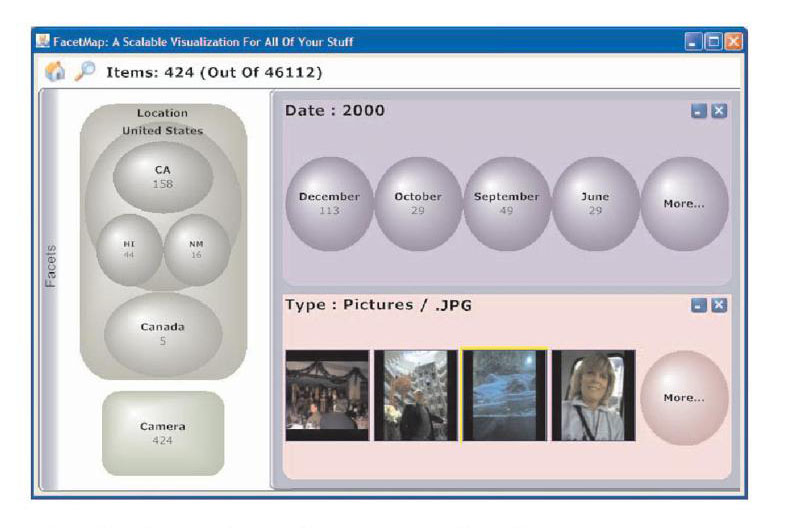 FacetMap: A Scalable Visualization For All Of Your Stuff
Items: 424 (Out Of 46112)
Facets
Location
United States
CA
158
HI
44
NM
16
Canada
5
Camera
424
Date : 2000
December
113
October
29
September
49
June
29
More...
Type : Pictures / .JPG
More...